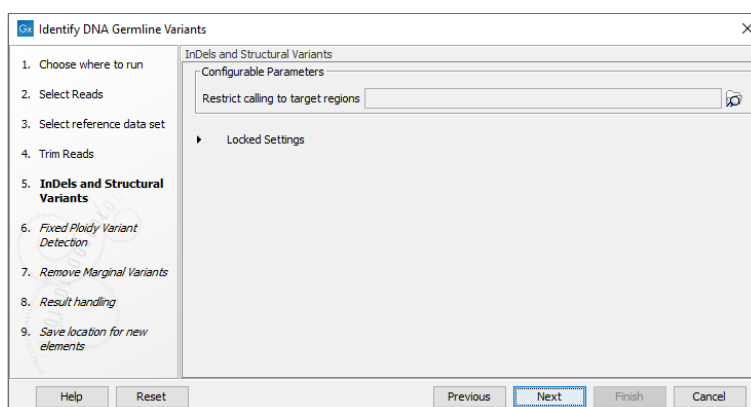 Gx Identify DNA Germline Variants
1. Choose where to run
2. Select Reads
3. Select reference data set
4. Trim Reads
5. InDels and Structural
Variants
6. Fixed Ploidy Variant
Detection
7. Remove Marginal Variants
8. Result handling
9. Save location for new
elements
InDels and Structural Variants
Configurable Parameters
Restrict calling to target regions
Locked Settings
Help Reset Previous Next Finish Cancel